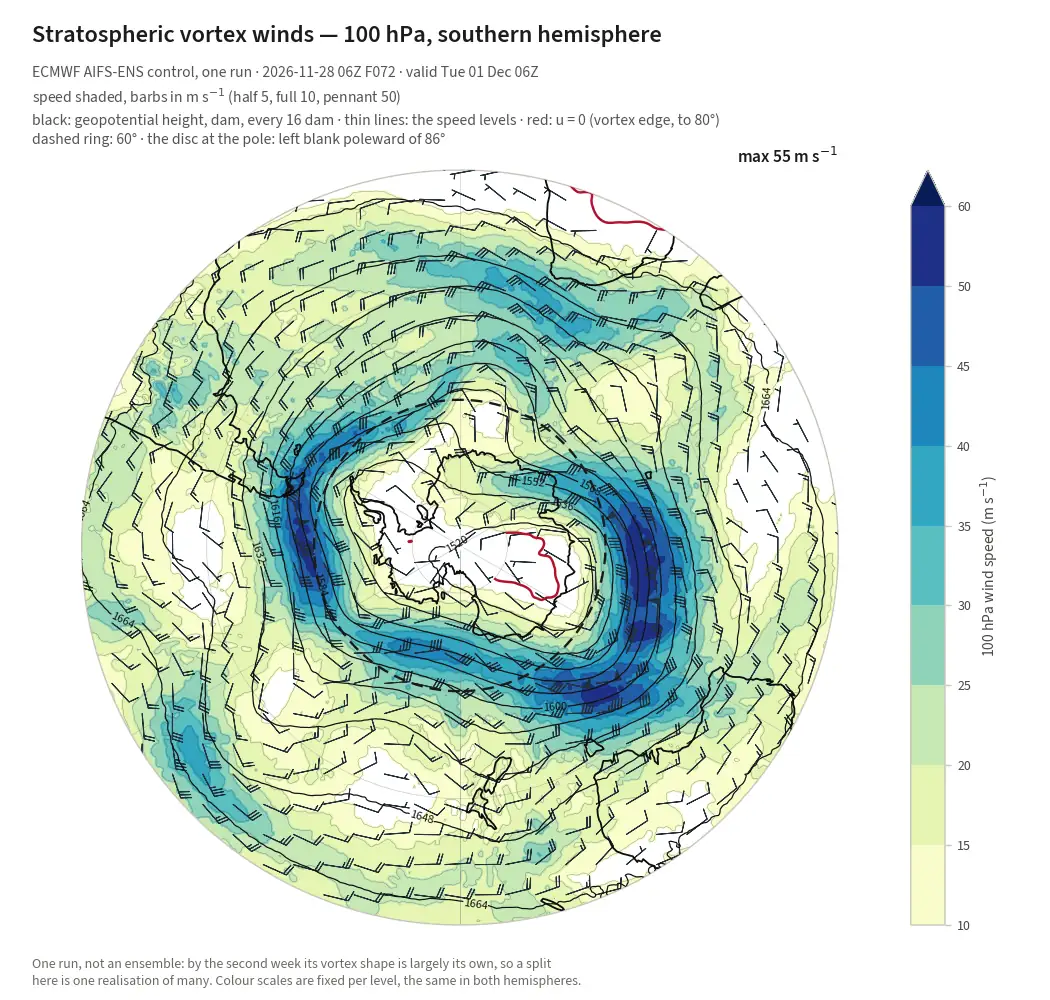 Stratospheric vortex winds — 100 hPa, southern hemisphere
ECMWF AIFS-ENS control, one run · 2026-11-28 06Z F072 · valid Tue 01 Dec 06Z
speed shaded, barbs in m s⁻¹ (half 5, full 10, pennant 50)
black: geopotential height, dam, every 16 dam · thin lines: the speed levels · red: u = 0 (vortex edge, to 80°)
dashed ring: 60° · the disc at the pole: left blank poleward of 86°
max 55 m s⁻¹
60
50
45
40
35
30
25
20
15
10
100 hPa wind speed (m s⁻¹)
1664
1552
1536
1616
1520
1632
1584
1664
1600
1648
1664
One run, not an ensemble: by the second week its vortex shape is largely its own, so a split
here is one realisation of many. Colour scales are fixed per level, the same in both hemispheres.